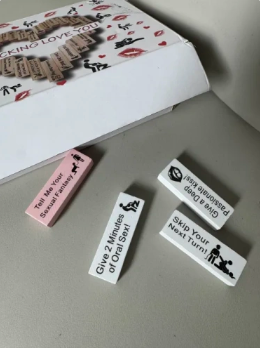 CKING LOVE YOU
Tell Me Your
Sexual Fantasy
Give 2 Minutes
of Oral Sex!
Give a Deep
Passionate Kiss!
Skip Your
Next Turn!